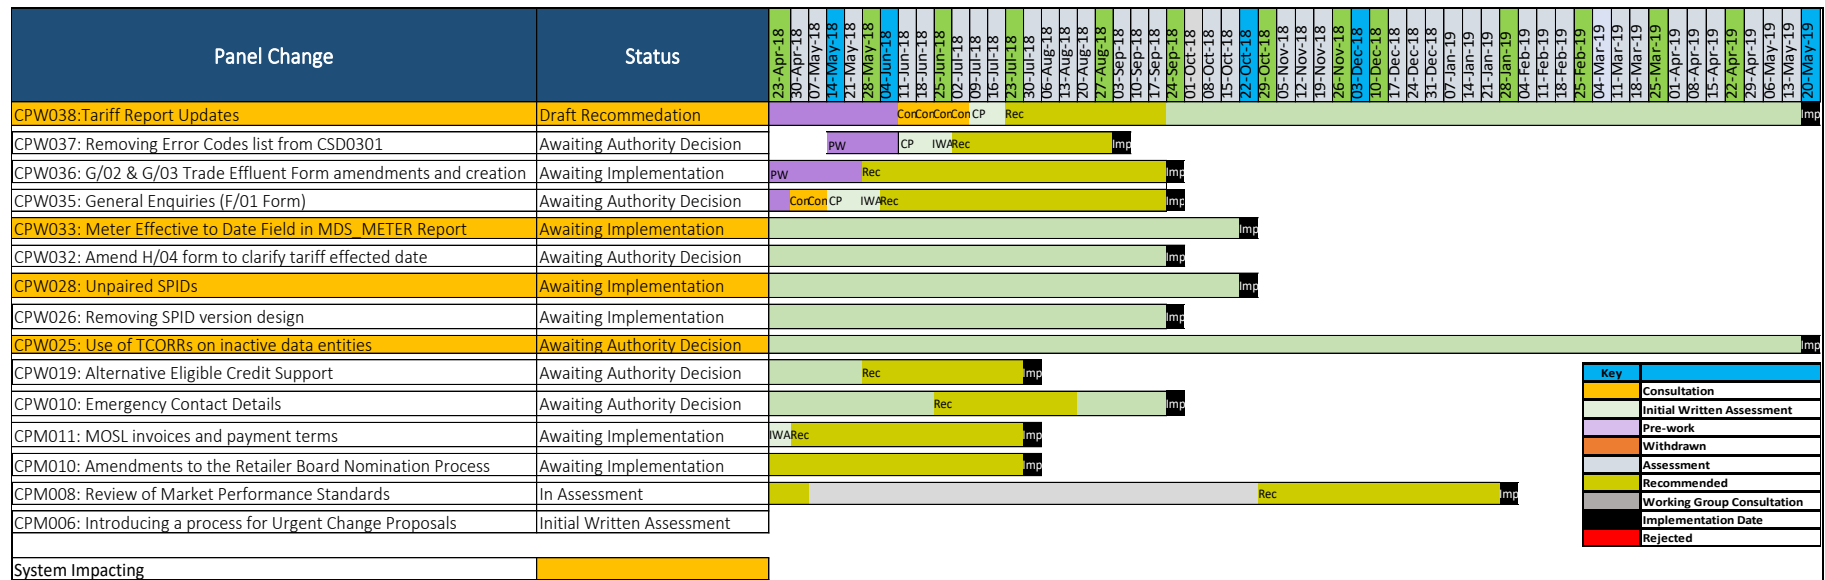 Panel Change Status 23-Apr-18 30-Apr-18 07-May-18 14-May-18 21-May-18 28-May-18 04-Jun-18 11-Jun-18 18-Jun-18 25-Jun-18 02-Jul-18 09-Jul-18 16-Jul-18 23-Jul-18 30-Jul-18 06-Aug-18 13-Aug-18 20-Aug-18 27-Aug-18 03-Sep-18 10-Sep-18 17-Sep-18 24-Sep-18 01-Oct-18 08-Oct-18 15-Oct-18 22-Oct-18 29-Oct-18 05-Nov-18 12-Nov-18 19-Nov-18 26-Nov-18 03-Dec-18 10-Dec-18 17-Dec-18 24-Dec-18 31-Dec-18 07-Jan-19 14-Jan-19 21-Jan-19 28-Jan-19 04-Feb-19 11-Feb-19 18-Feb-19 25-Feb-19 04-Mar-19 11-Mar-19 18-Mar-19 25-Mar-19 01-Apr-19 08-Apr-19 15-Apr-19 22-Apr-19 29-Apr-19 06-May-19 13-May-19 20-May-19
CPW038:Tariff Report Updates Draft Recommedation Con Con Con Con CP Rec Imp
CPW037: Removing Error Codes list from CSD0301 Awaiting Authority Decision PW CP IWA Rec Imp
CPW036: G/02 & G/03 Trade Effluent Form amendments and creation Awaiting Implementation PW Rec Imp
CPW035: General Enquiries (F/01 Form) Awaiting Authority Decision Con Con CP IWA Rec Imp
CPW033: Meter Effective to Date Field in MDS_METER Report Awaiting Implementation Imp
CPW032: Amend H/04 form to clarify tariff effected date Awaiting Authority Decision Imp
CPW028: Unpaired SPIDs Awaiting Implementation Imp
CPW026: Removing SPID version design Awaiting Implementation Imp
CPW025: Use of TCORRs on inactive data entities Awaiting Authority Decision Imp
CPW019: Alternative Eligible Credit Support Awaiting Authority Decision Rec Imp
CPW010: Emergency Contact Details Awaiting Authority Decision Rec Imp
CPM011: MOSL invoices and payment terms Awaiting Implementation IWA Rec Imp
CPM010: Amendments to the Retailer Board Nomination Process Awaiting Implementation Imp
CPM008: Review of Market Performance Standards In Assessment Rec Imp
CPM006: Introducing a process for Urgent Change Proposals Initial Written Assessment
System Impacting
Key
Consultation
Initial Written Assessment
Pre-work
Withdrawn
Assessment
Recommended
Working Group Consultation
Implementation Date
Rejected